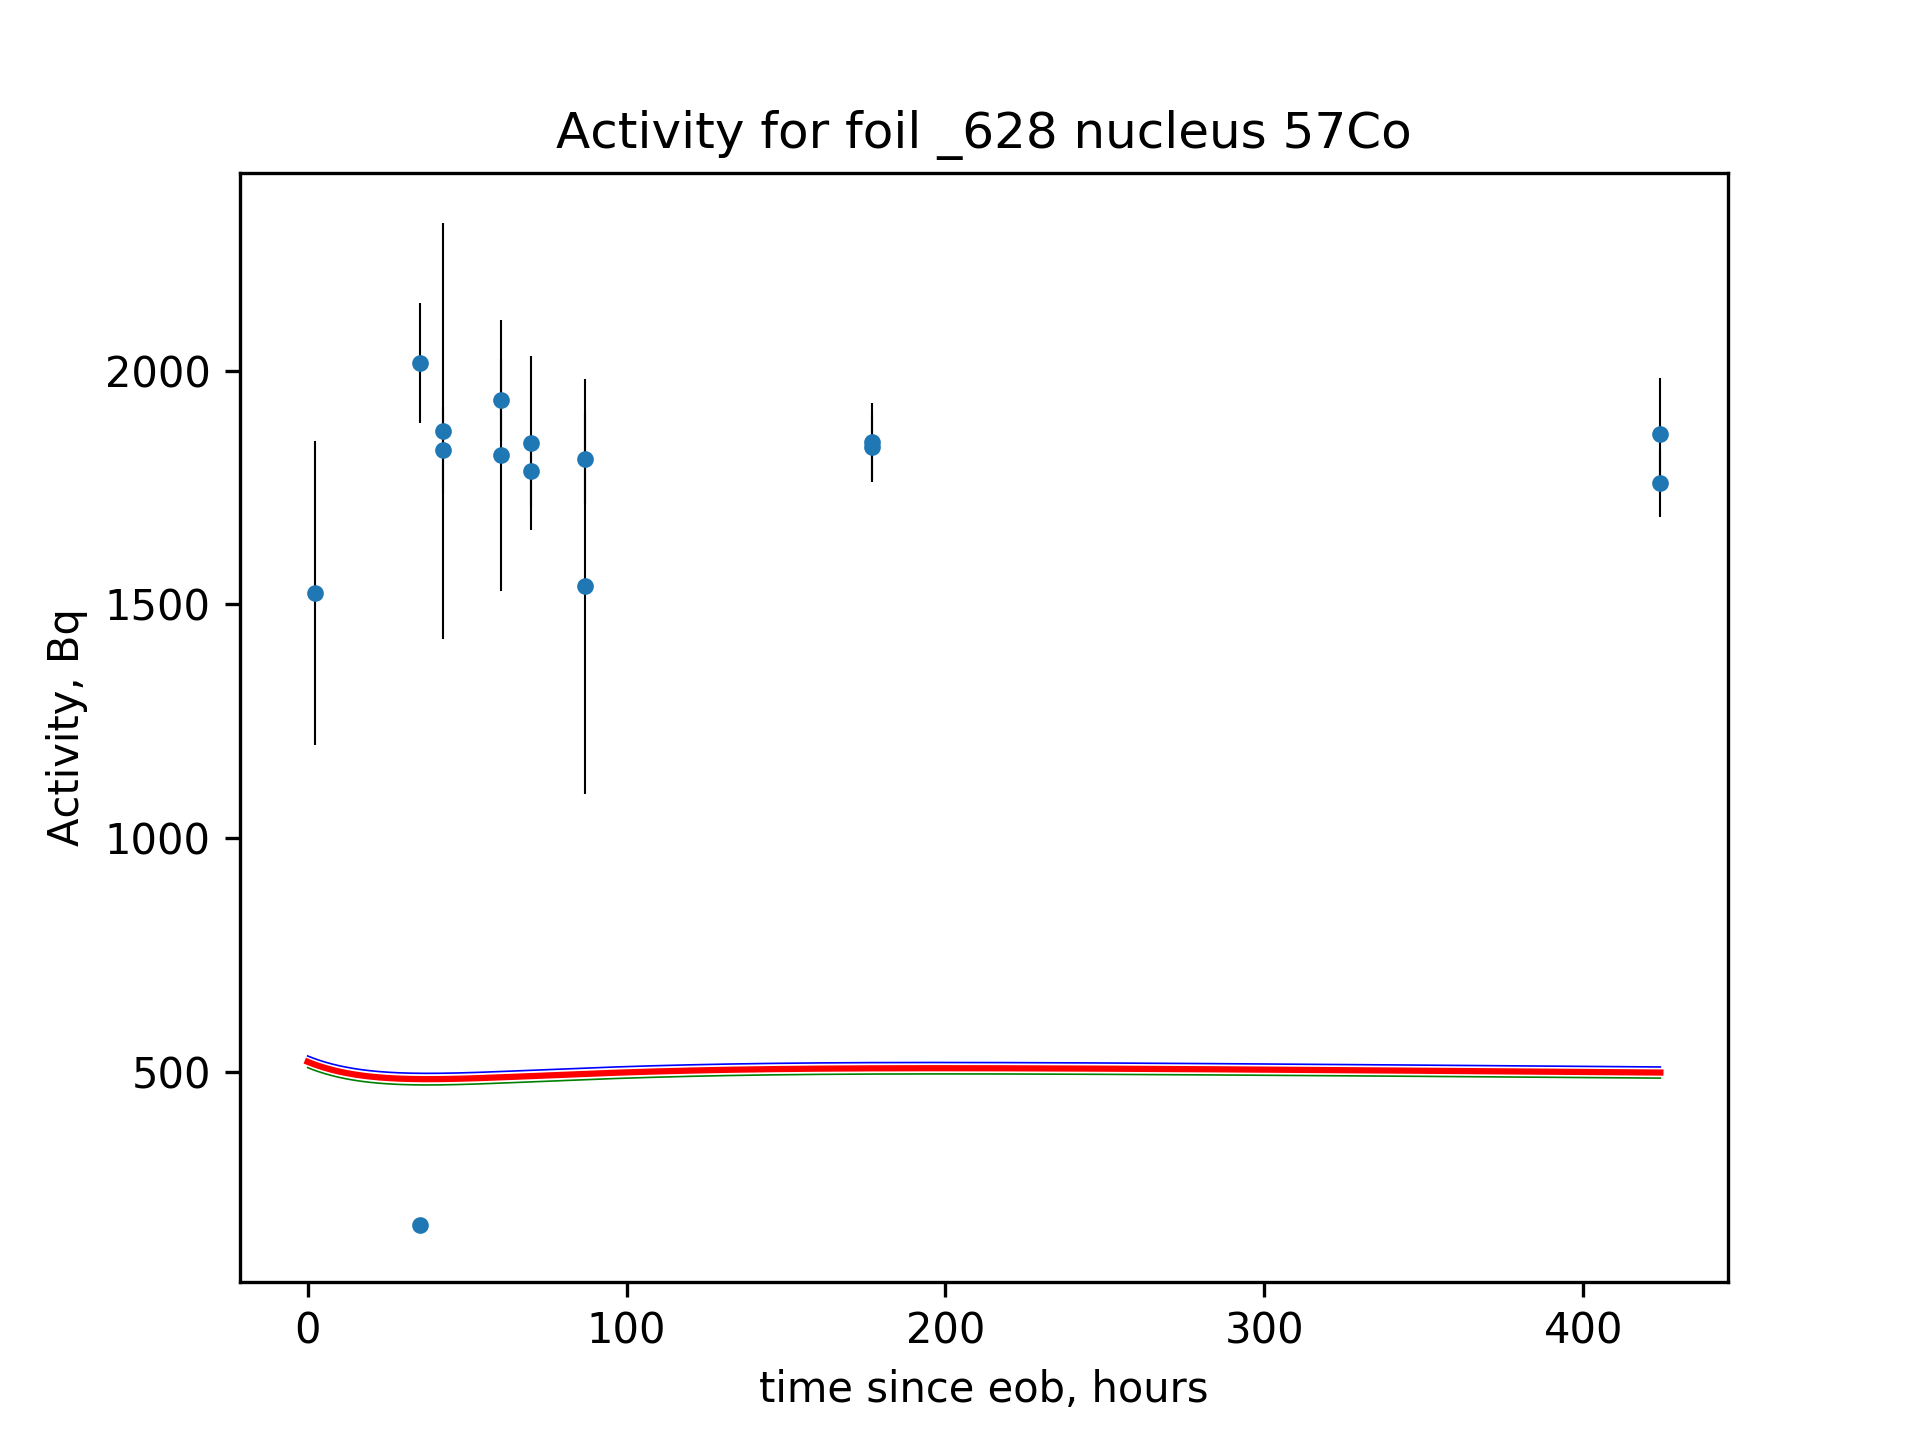 Activity for foil _628 nucleus 57Co
Activity, Bq
2000
1500
1000
500
0 100 200 300 400
time since eob, hours